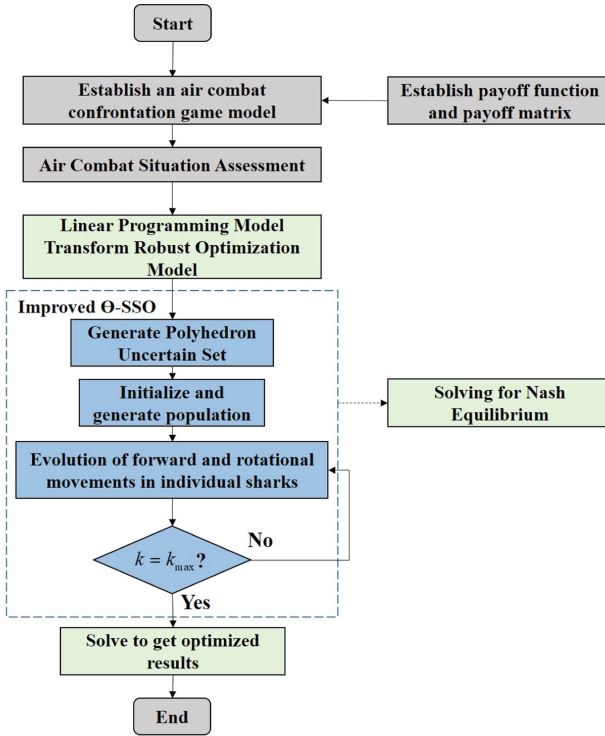 Start
Establish an air combat
confrontation game model
Establish payoff function
and payoff matrix
Air Combat Situation Assessment
Linear Programming Model
Transform Robust Optimization
Model
Improved Ɵ-SSO
Generate Polyhedron
Uncertain Set
Initialize and
generate population
Solving for Nash
Equilibrium
Evolution of forward and rotational
movements in individual sharks
k = k_max ?
No
Yes
Solve to get optimized
results
End